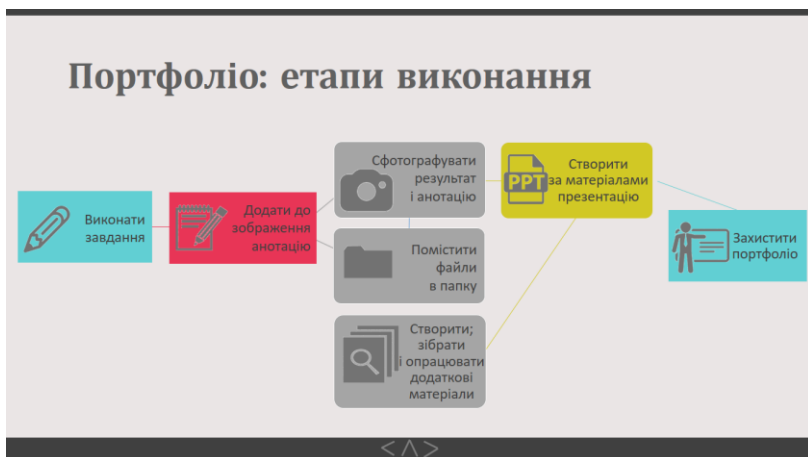 Портфоліо: етапи виконання
Виконати
завдання
Додати до
зображення
анотацію
Сфотографувати
результат
і анотацію
Помістити
файли
в папку
Створити;
зібрати
і опрацювати
додаткові
матеріали
PPT
Створити
за матеріалами
презентацію
Захистити
портфоліо